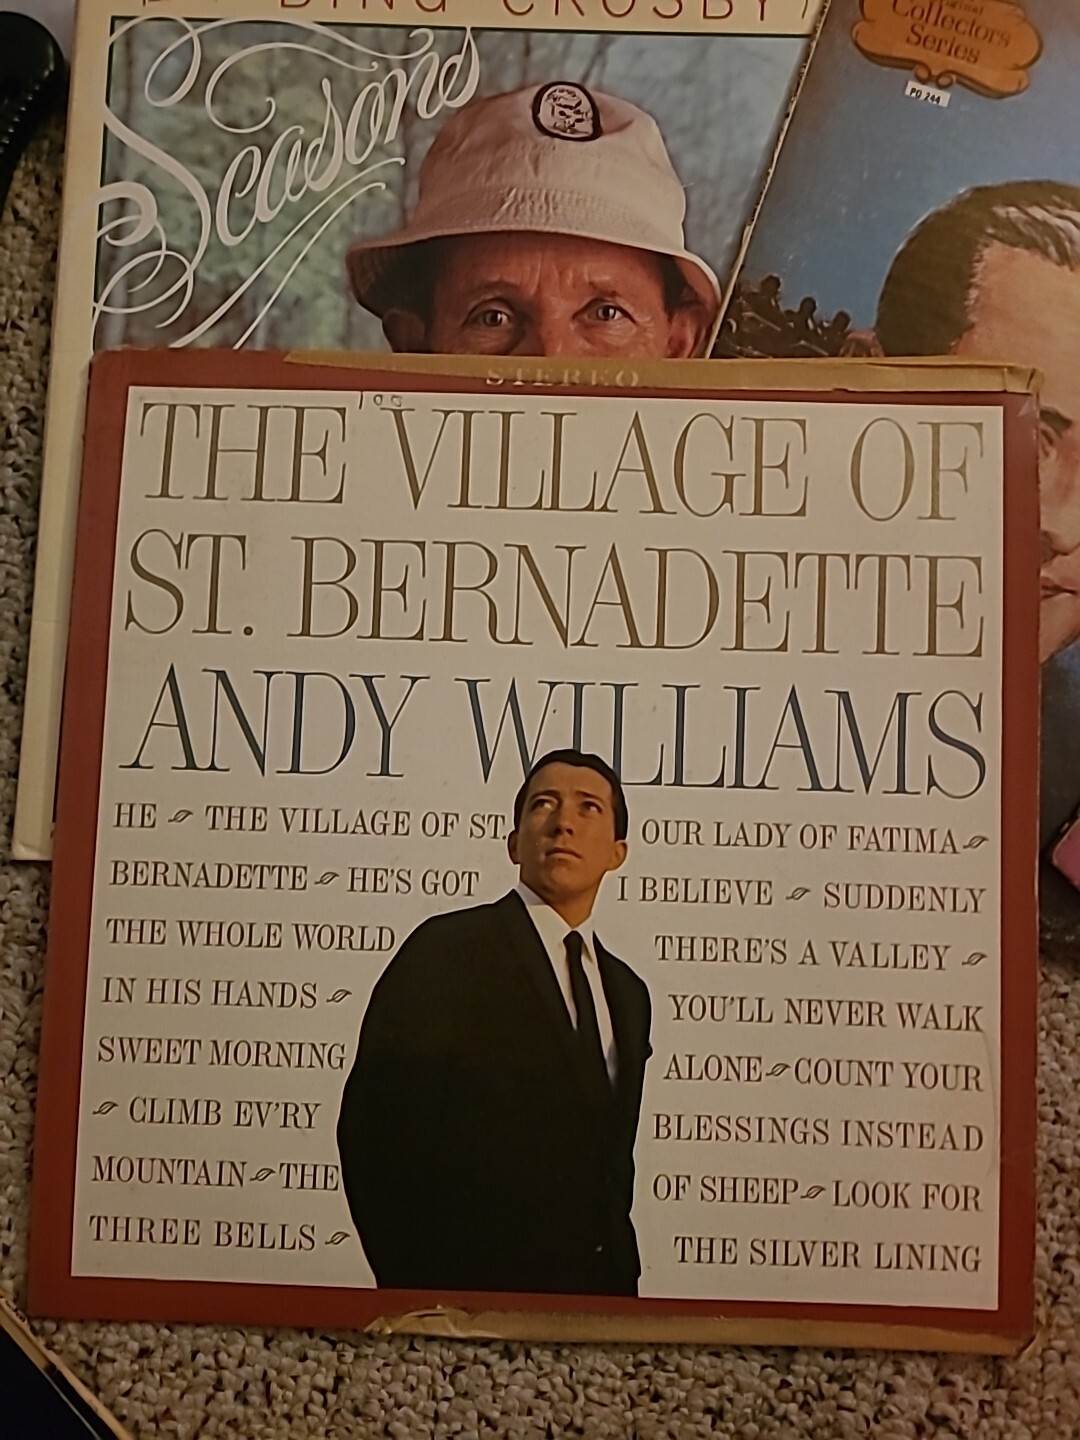 BING CROSBY
Seasons
Collectors
Series
PO 244
STEREO
100
THE VILLAGE OF
ST. BERNADETTE
ANDY WILLIAMS
HE THE VILLAGE OF ST.
BERNADETTE HE'S GOT
THE WHOLE WORLD
IN HIS HANDS
SWEET MORNING
CLIMB EV'RY
MOUNTAIN THE
THREE BELLS
OUR LADY OF FATIMA
I BELIEVE SUDDENLY
THERE'S A VALLEY
YOU'LL NEVER WALK
ALONE COUNT YOUR
BLESSINGS INSTEAD
OF SHEEP LOOK FOR
THE SILVER LINING